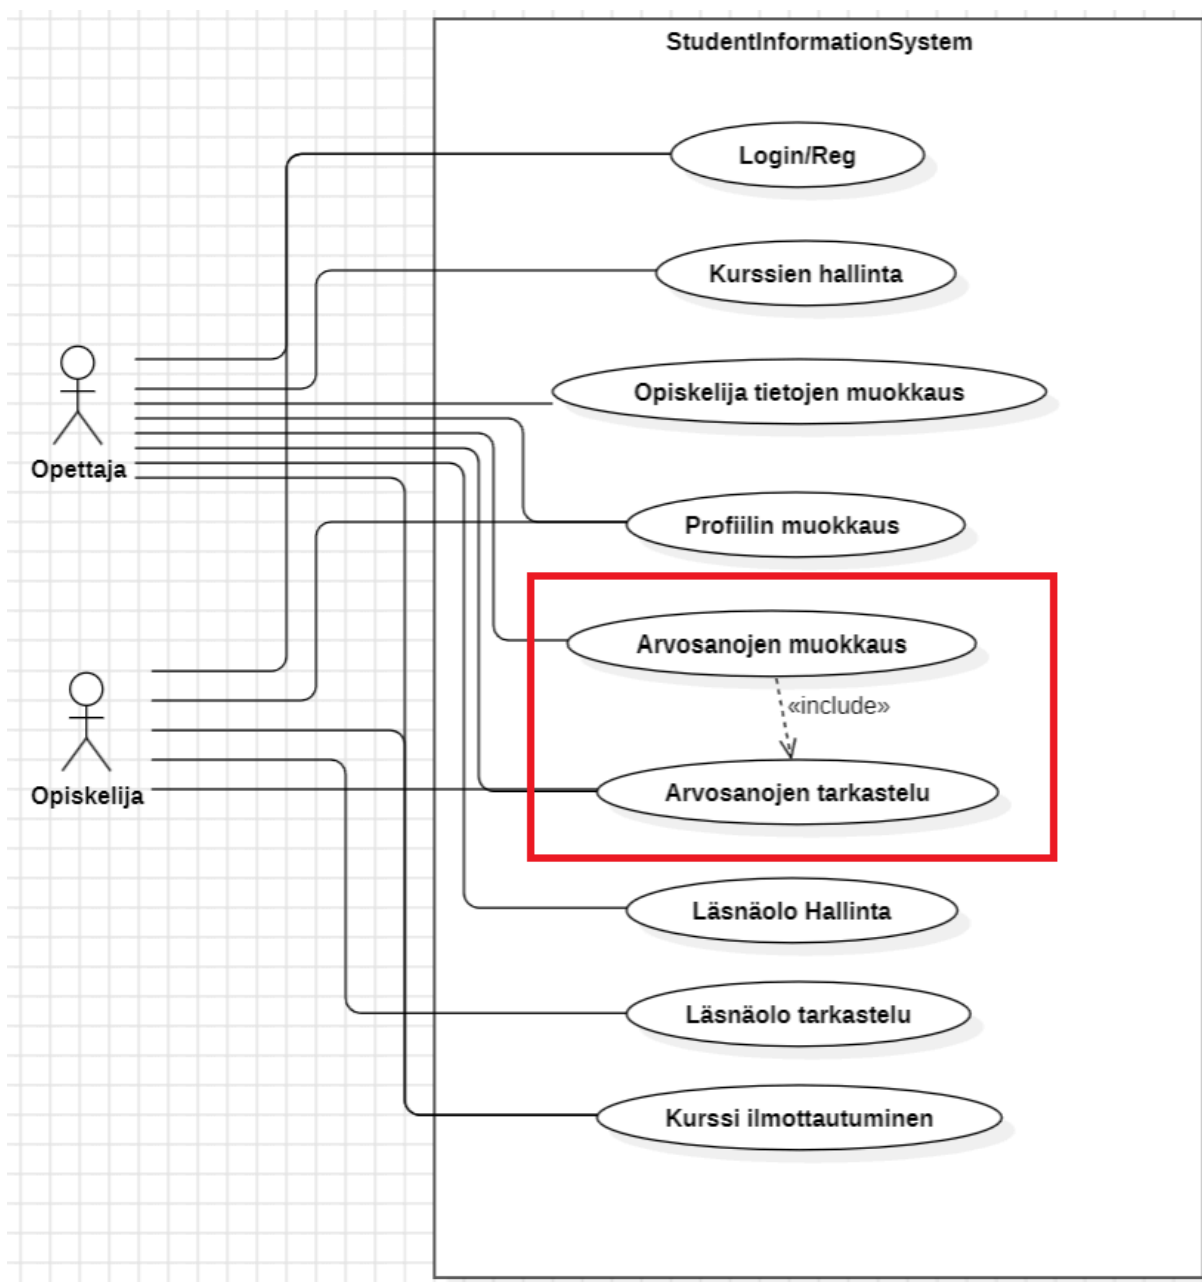 StudentInformationSystem
Login/Reg
Kurssien hallinta
Opiskelija tietojen muokkaus
Opettaja
Profiilin muokkaus
Arvosanojen muokkaus
«include»
Opiskelija
Arvosanojen tarkastelu
Läsnäolo Hallinta
Läsnäolo tarkastelu
Kurssi ilmottautuminen